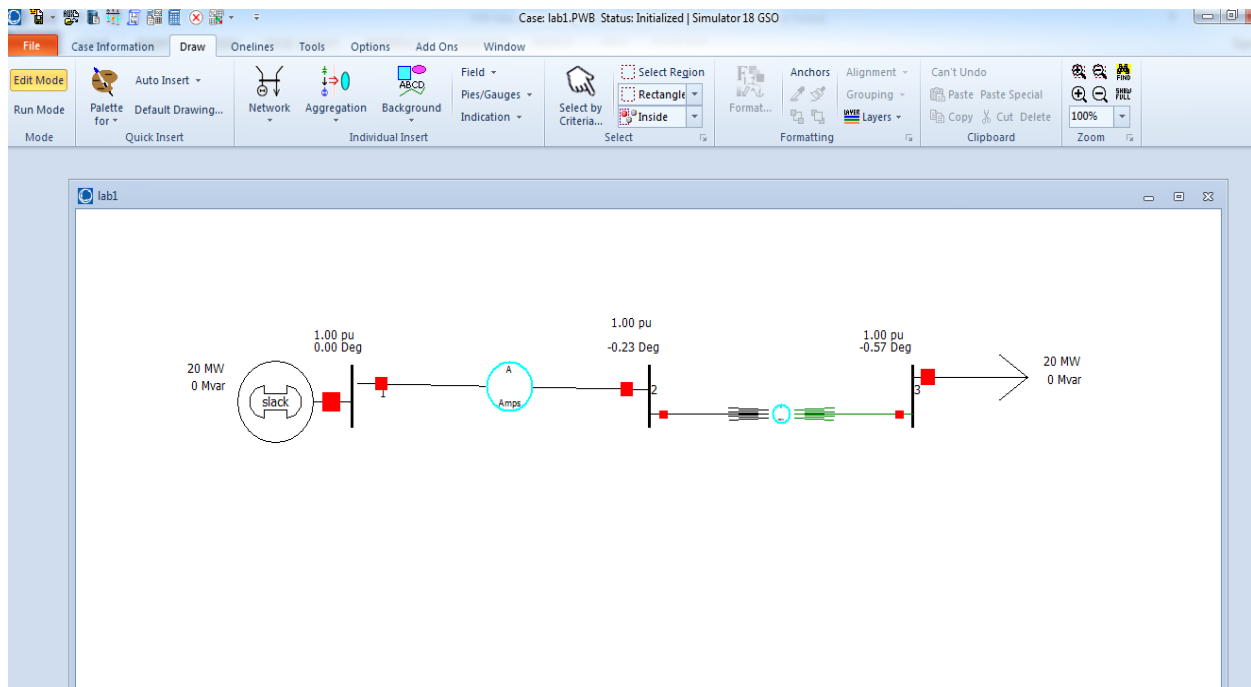 Case: lab1.PWB Status: Initialized | Simulator 18 GSO
File Case Information Draw Onelines Tools Options Add Ons Window
Edit Mode
Run Mode
Mode
Palette for
Auto Insert
Default Drawing...
Quick Insert
Network
Aggregation
ABCD
Background
Field
Pies/Gauges
Indication
Individual Insert
Select by Criteria...
Select Region
Rectangle
Inside
Select
Format...
Anchors
Alignment
Grouping
LAYER Layers
Formatting
Can't Undo
Paste Paste Special
Copy Cut Delete
Clipboard
FIND
SHOW FULL
100%
Zoom
lab1
1.00 pu
0.00 Deg
20 MW
0 Mvar
slack
1
A
Amps
1.00 pu
-0.23 Deg
2
1.00 pu
-0.57 Deg
3
20 MW
0 Mvar